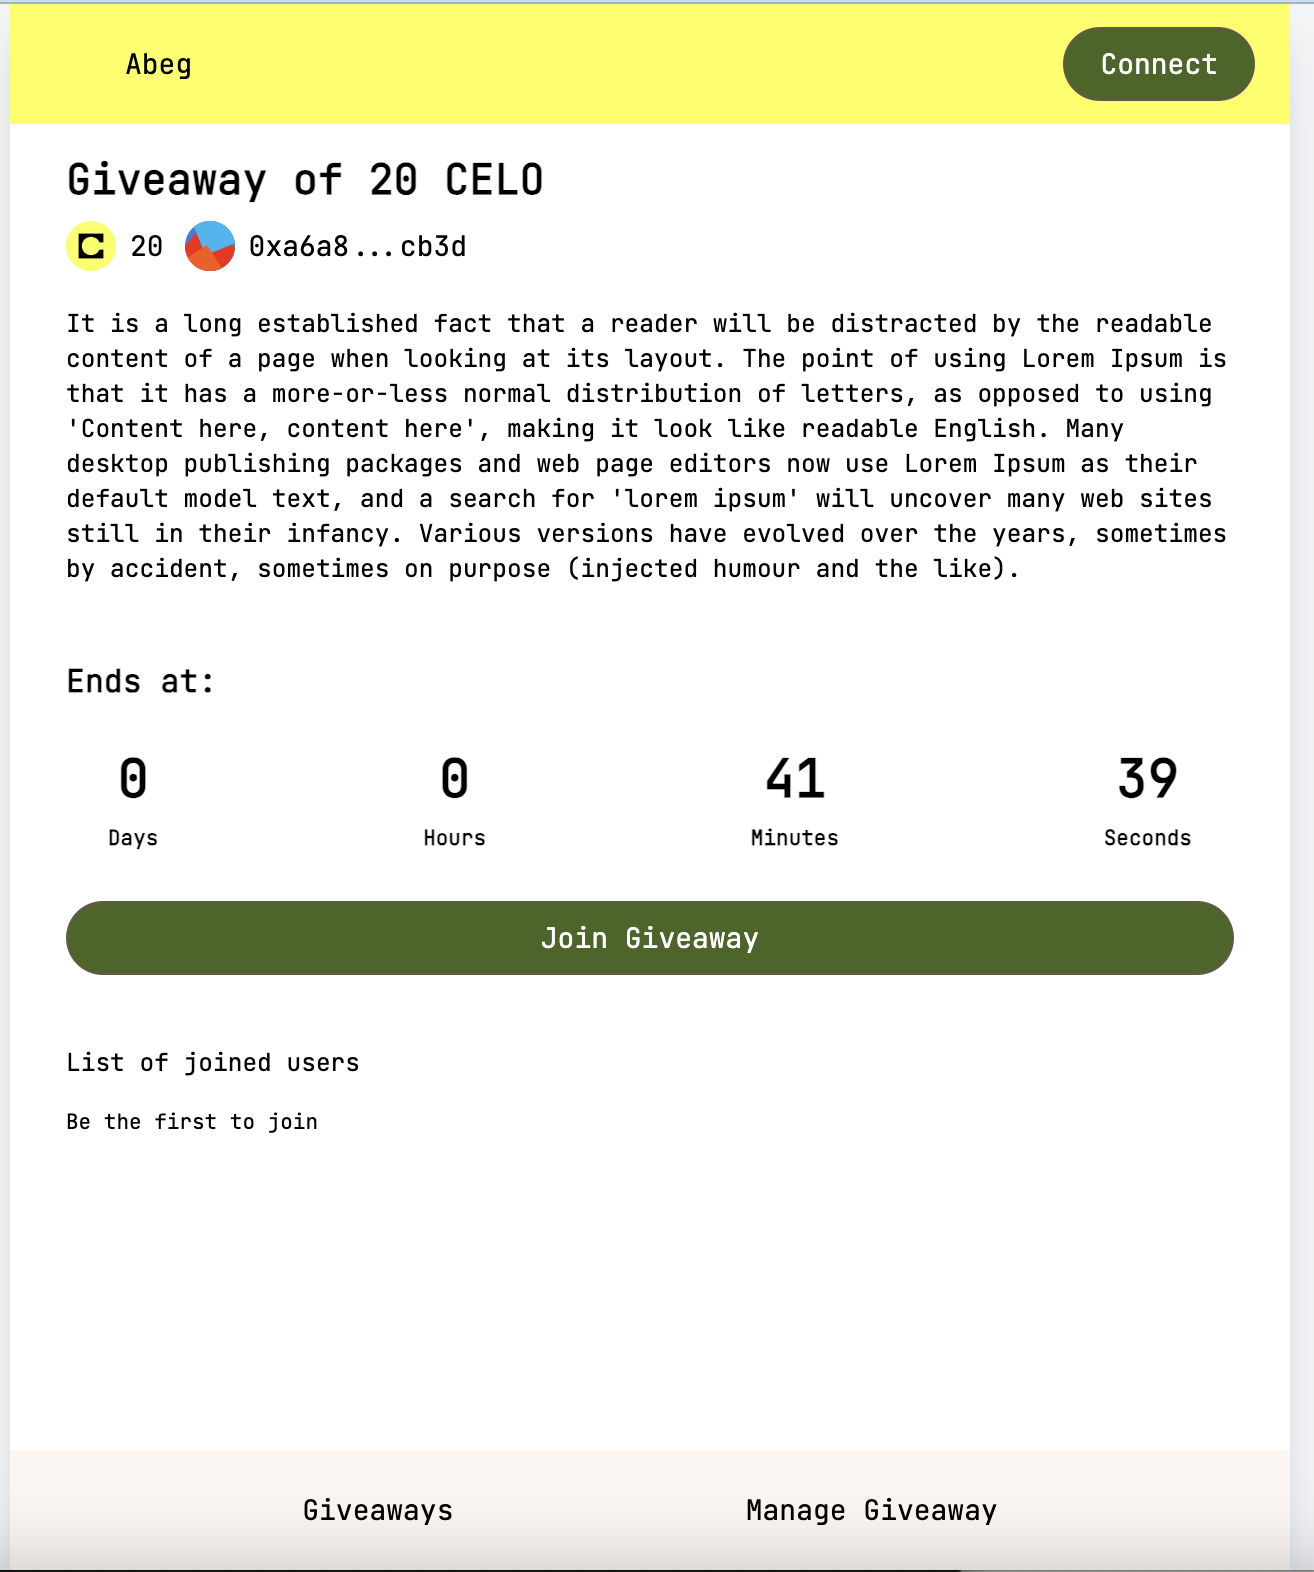 Abeg
Connect
Giveaway of 20 CELO
20 0xa6a8...cb3d
It is a long established fact that a reader will be distracted by the readable
content of a page when looking at its layout. The point of using Lorem Ipsum is
that it has a more-or-less normal distribution of letters, as opposed to using
'Content here, content here', making it look like readable English. Many
desktop publishing packages and web page editors now use Lorem Ipsum as their
default model text, and a search for 'lorem ipsum' will uncover many web sites
still in their infancy. Various versions have evolved over the years, sometimes
by accident, sometimes on purpose (injected humour and the like).
Ends at:
0 0 41 39
Days Hours Minutes Seconds
Join Giveaway
List of joined users
Be the first to join
Giveaways Manage Giveaway